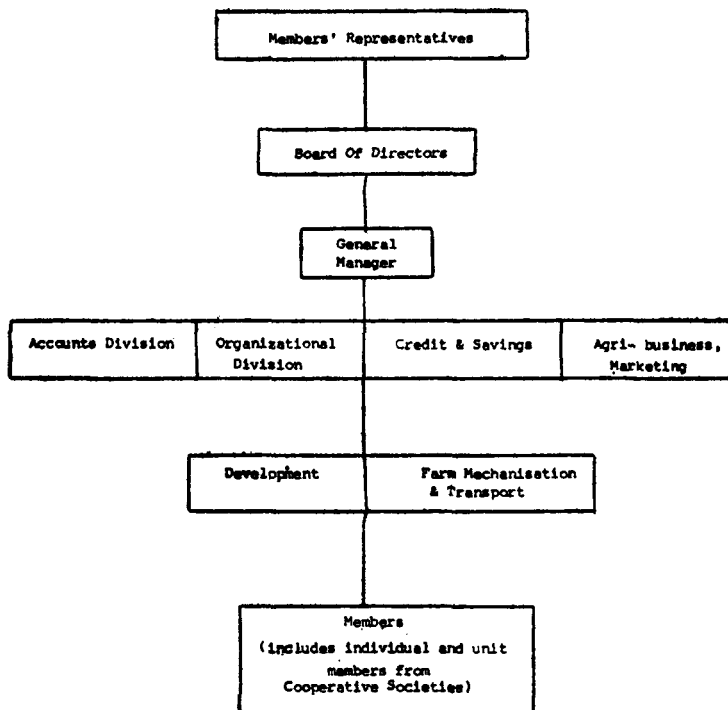 Members' Representatives
Board Of Directors
General
Manager
Accounts Division
Organizational
Division
Credit & Savings
Agri- business,
Marketing
Development
Farm Mechanisation
& Transport
Members
(includes individual and unit
members from
Cooperative Societies)